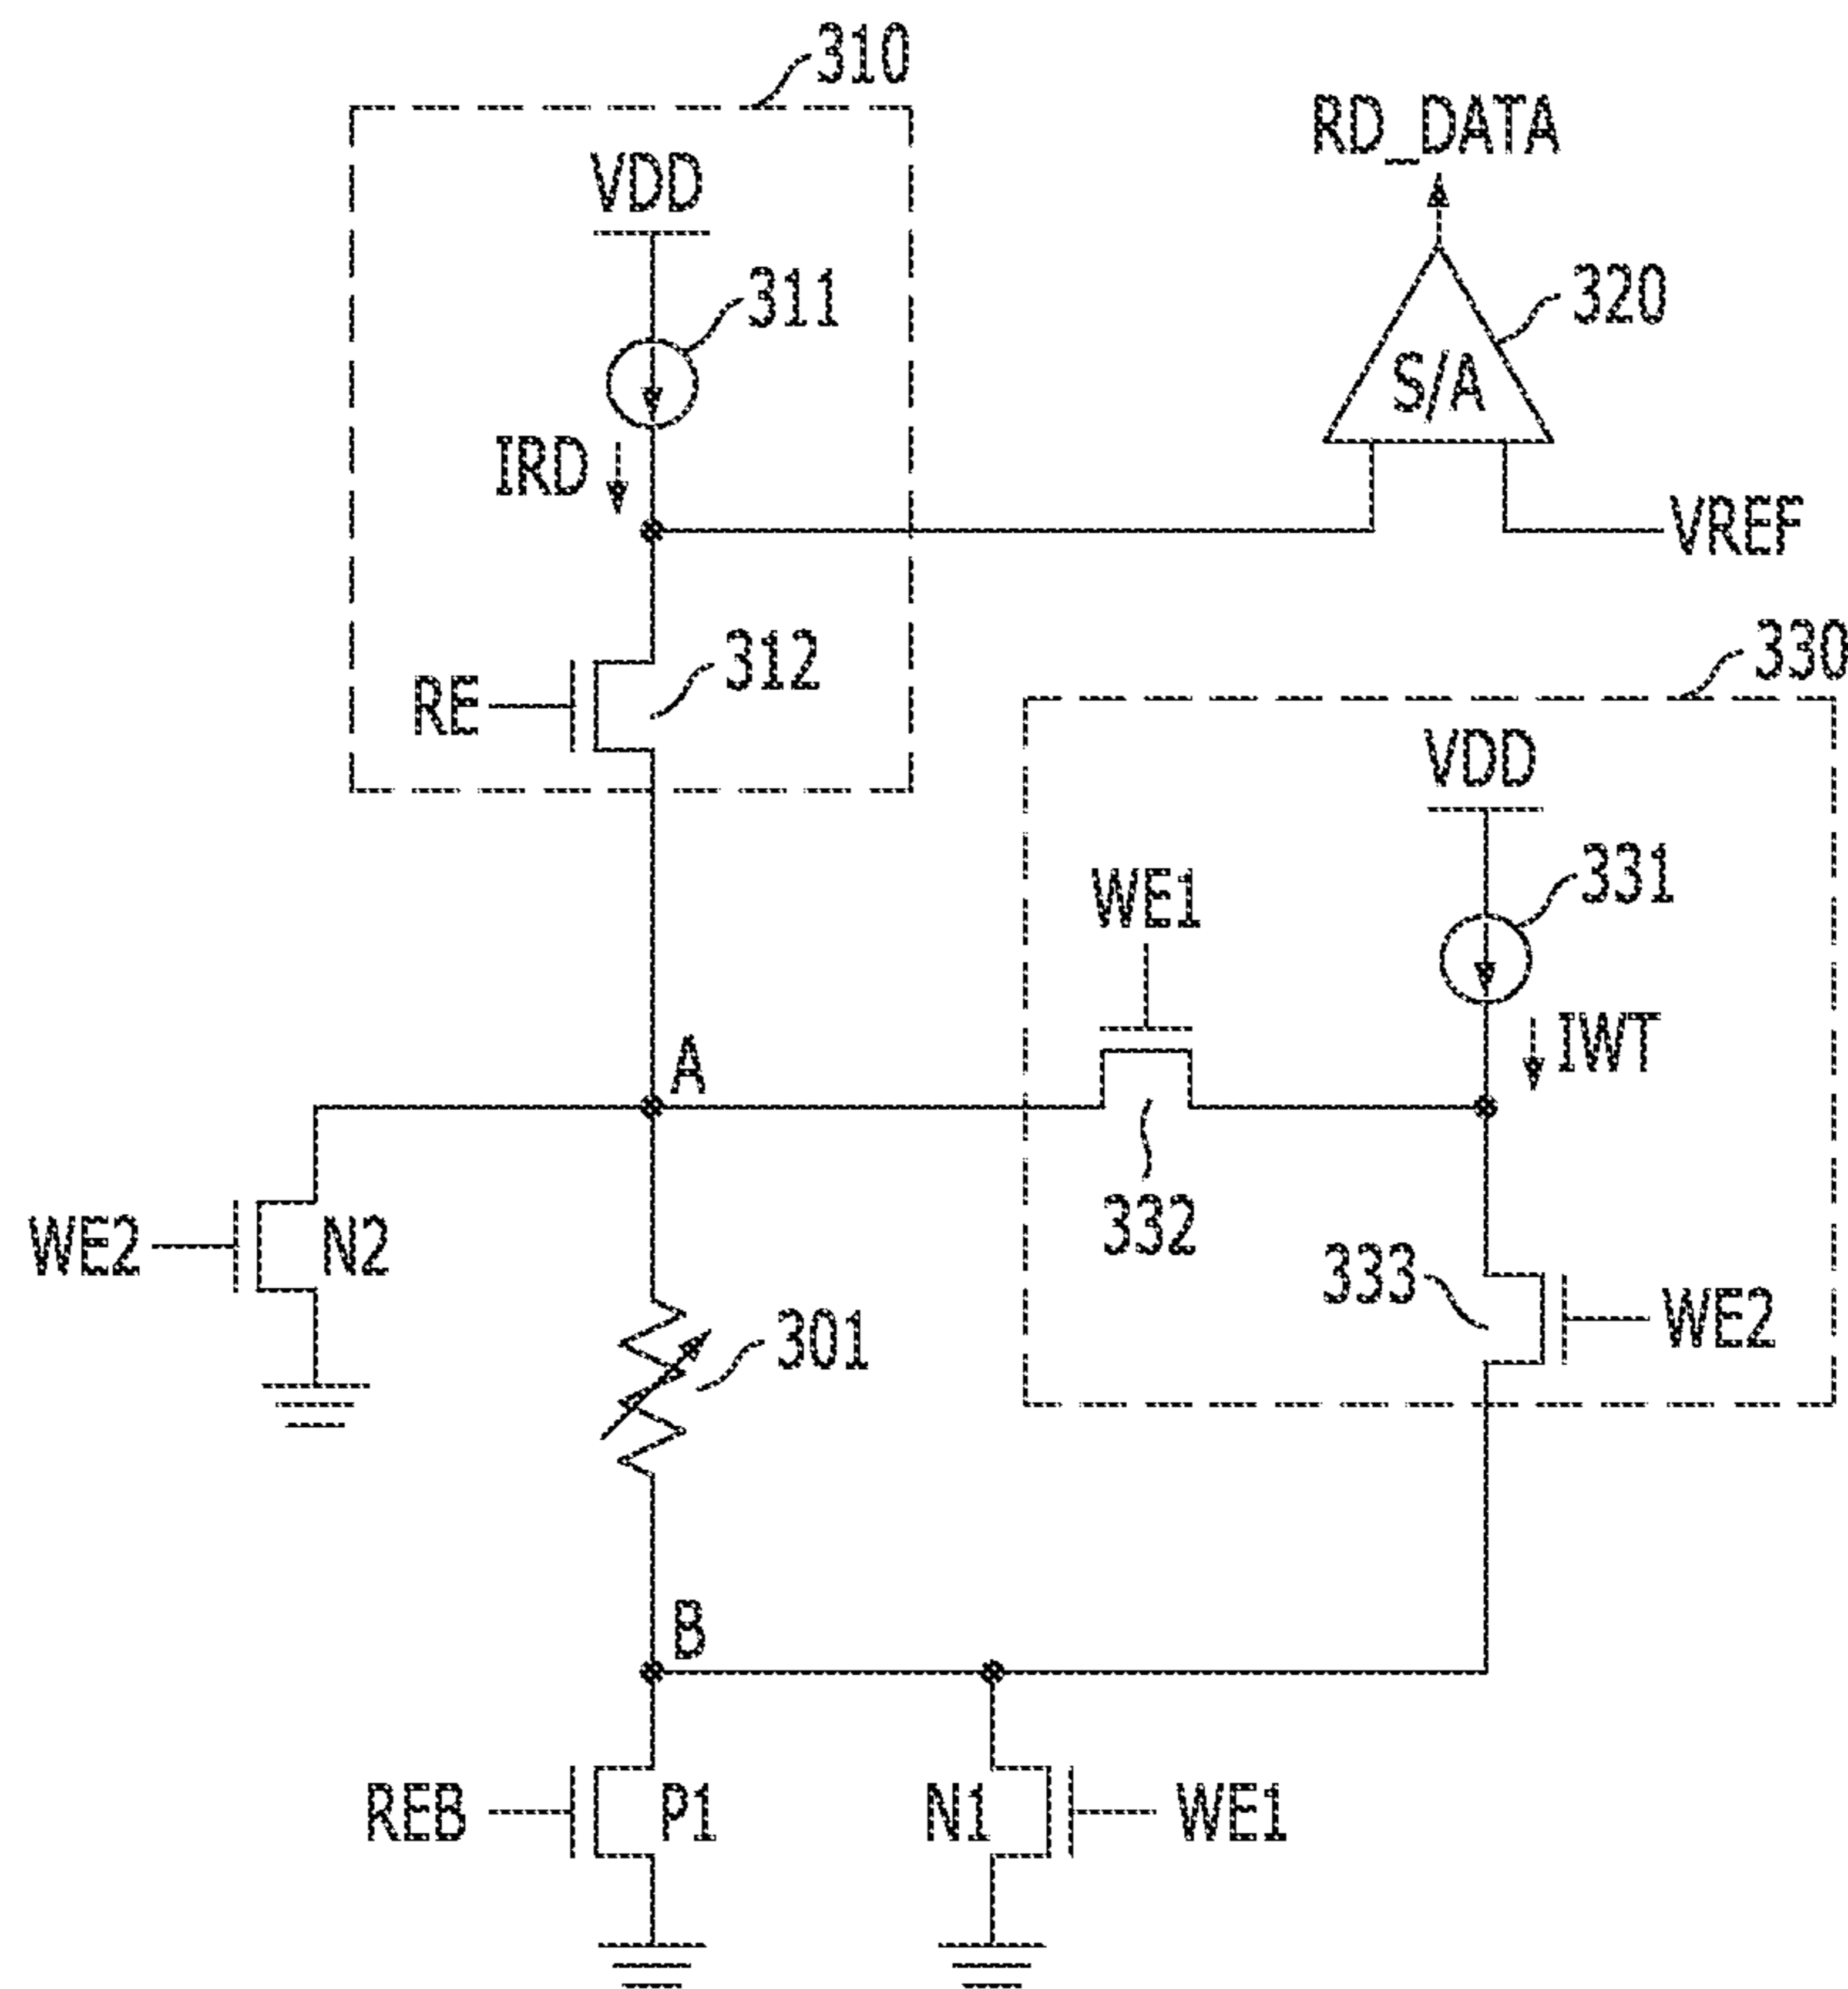 310
RD_DATA
VDD
311
320
S/A
IRD
VREF
330
312
RE
VDD
331
WE1
IWT
A
332
WE2
N2
333
WE2
301
B
REB
P1
N1
WE1